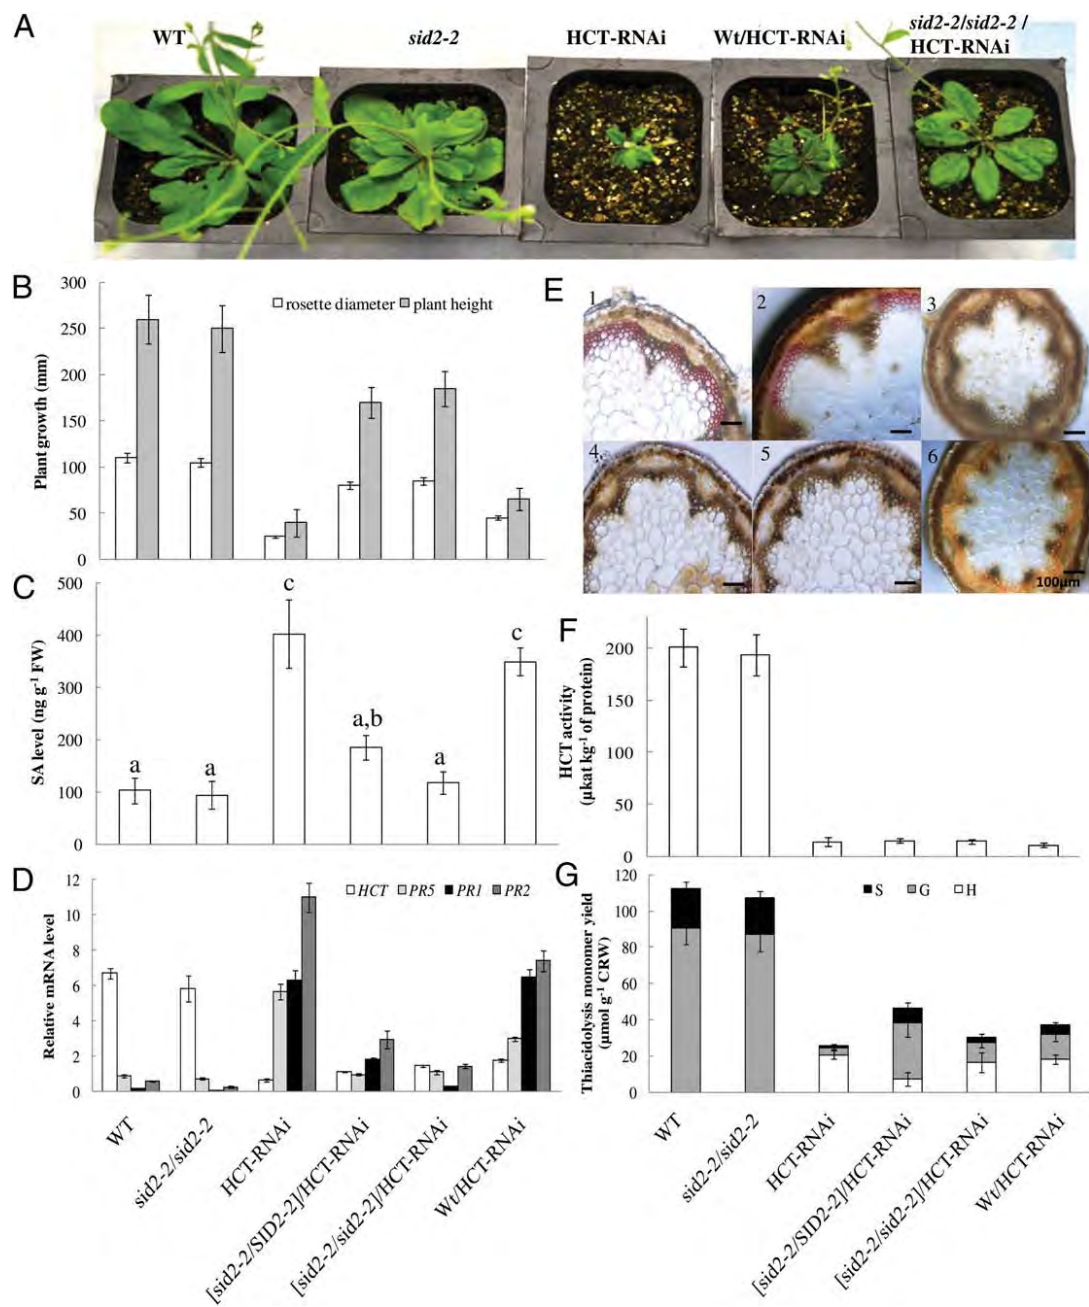 A
WT
sid2-2
HCT-RNAi
Wt/HCT-RNAi
sid2-2/sid2-2 /
HCT-RNAi
B
Plant growth (mm)
300
250
200
150
100
50
0
rosette diameter
plant height
C
SA level (ng g-1 FW)
500
400
300
200
100
0
a
a
c
a,b
a
c
D
Relative mRNA level
12
10
8
6
4
2
0
HCT
PR5
PR1
PR2
WT
sid2-2/sid2-2
HCT-RNAi
[sid2-2/SID2-2]/HCT-RNAi
[sid2-2/sid2-2]/HCT-RNAi
Wt/HCT-RNAi
E
1
2
3
4
5
6
100µm
F
HCT activity
(µkat kg-1 of protein)
200
150
100
50
0
G
Thiacidolysis monomer yield
(µmol g-1 CRW)
120
100
80
60
40
20
0
S
G
H
WT
sid2-2/sid2-2
HCT-RNAi
[sid2-2/SID2-2]/HCT-RNAi
[sid2-2/sid2-2]/HCT-RNAi
Wt/HCT-RNAi